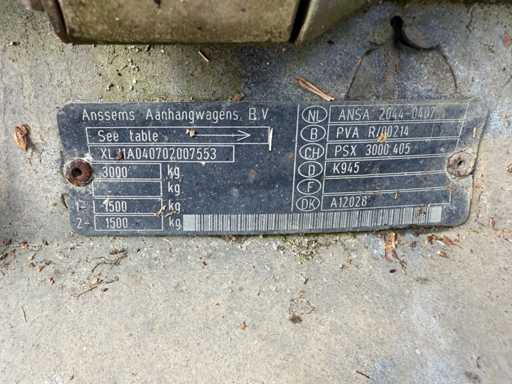 Anssems Aanhangwagens, B.V
See table
3000 kg
kg
1- 1500 kg
2- 1500 kg
NL ANSA 2044-0407
B PVA R/00214
CH PSX 3000 405
D K945
F
DK A12028